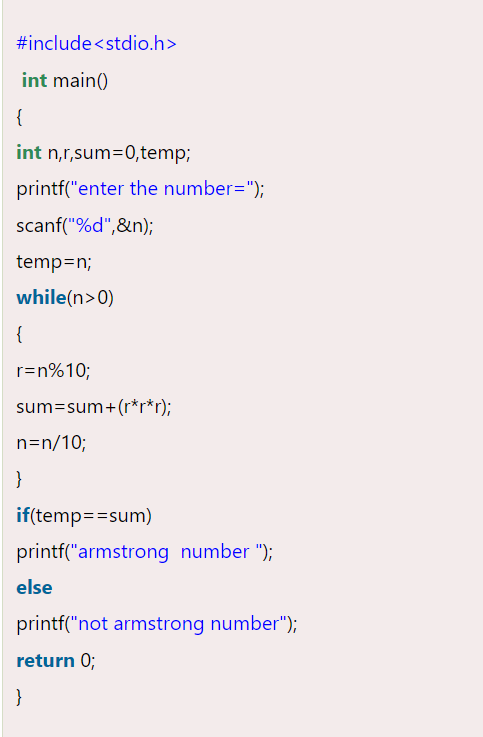 #include<stdio.h>
int main()
{
int n,r,sum=0,temp;
printf("enter the number=");
scanf("%d",&n);
temp=n;
while(n>0)
{
r=n%10;
sum=sum+(r*r*r);
n=n/10;
}
if(temp==sum)
printf("armstrong  number ");
else
printf("not armstrong number");
return 0;
}